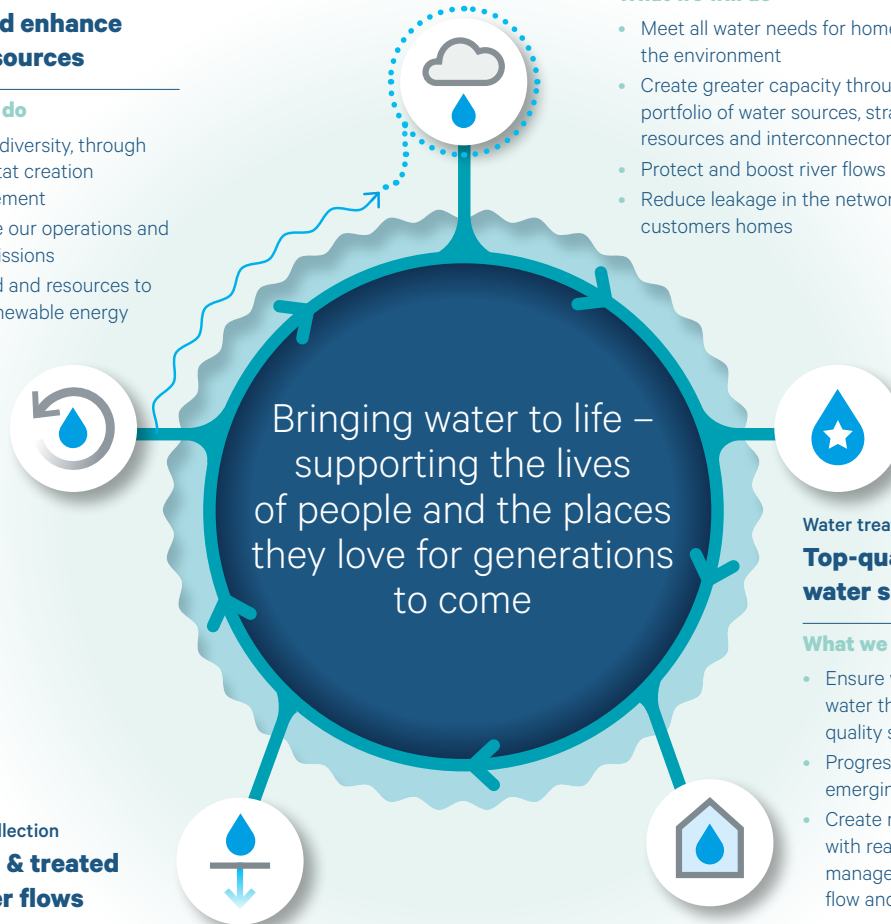 d enhance
sources
do
diversity, through
tat creation
ement
e our operations and
issions
d and resources to
newable energy
Meet all water needs for home
the environment
Create greater capacity throu
portfolio of water sources, stra
resources and interconnector
Protect and boost river flows
Reduce leakage in the networ
customers homes
Bringing water to life –
supporting the lives
of people and the places
they love for generations
to come
Water trea
Top-qua
water s
What we
Ensure
water th
quality s
Progres
emergin
Create
with rea
manage
flow and
llection
& treated
er flows